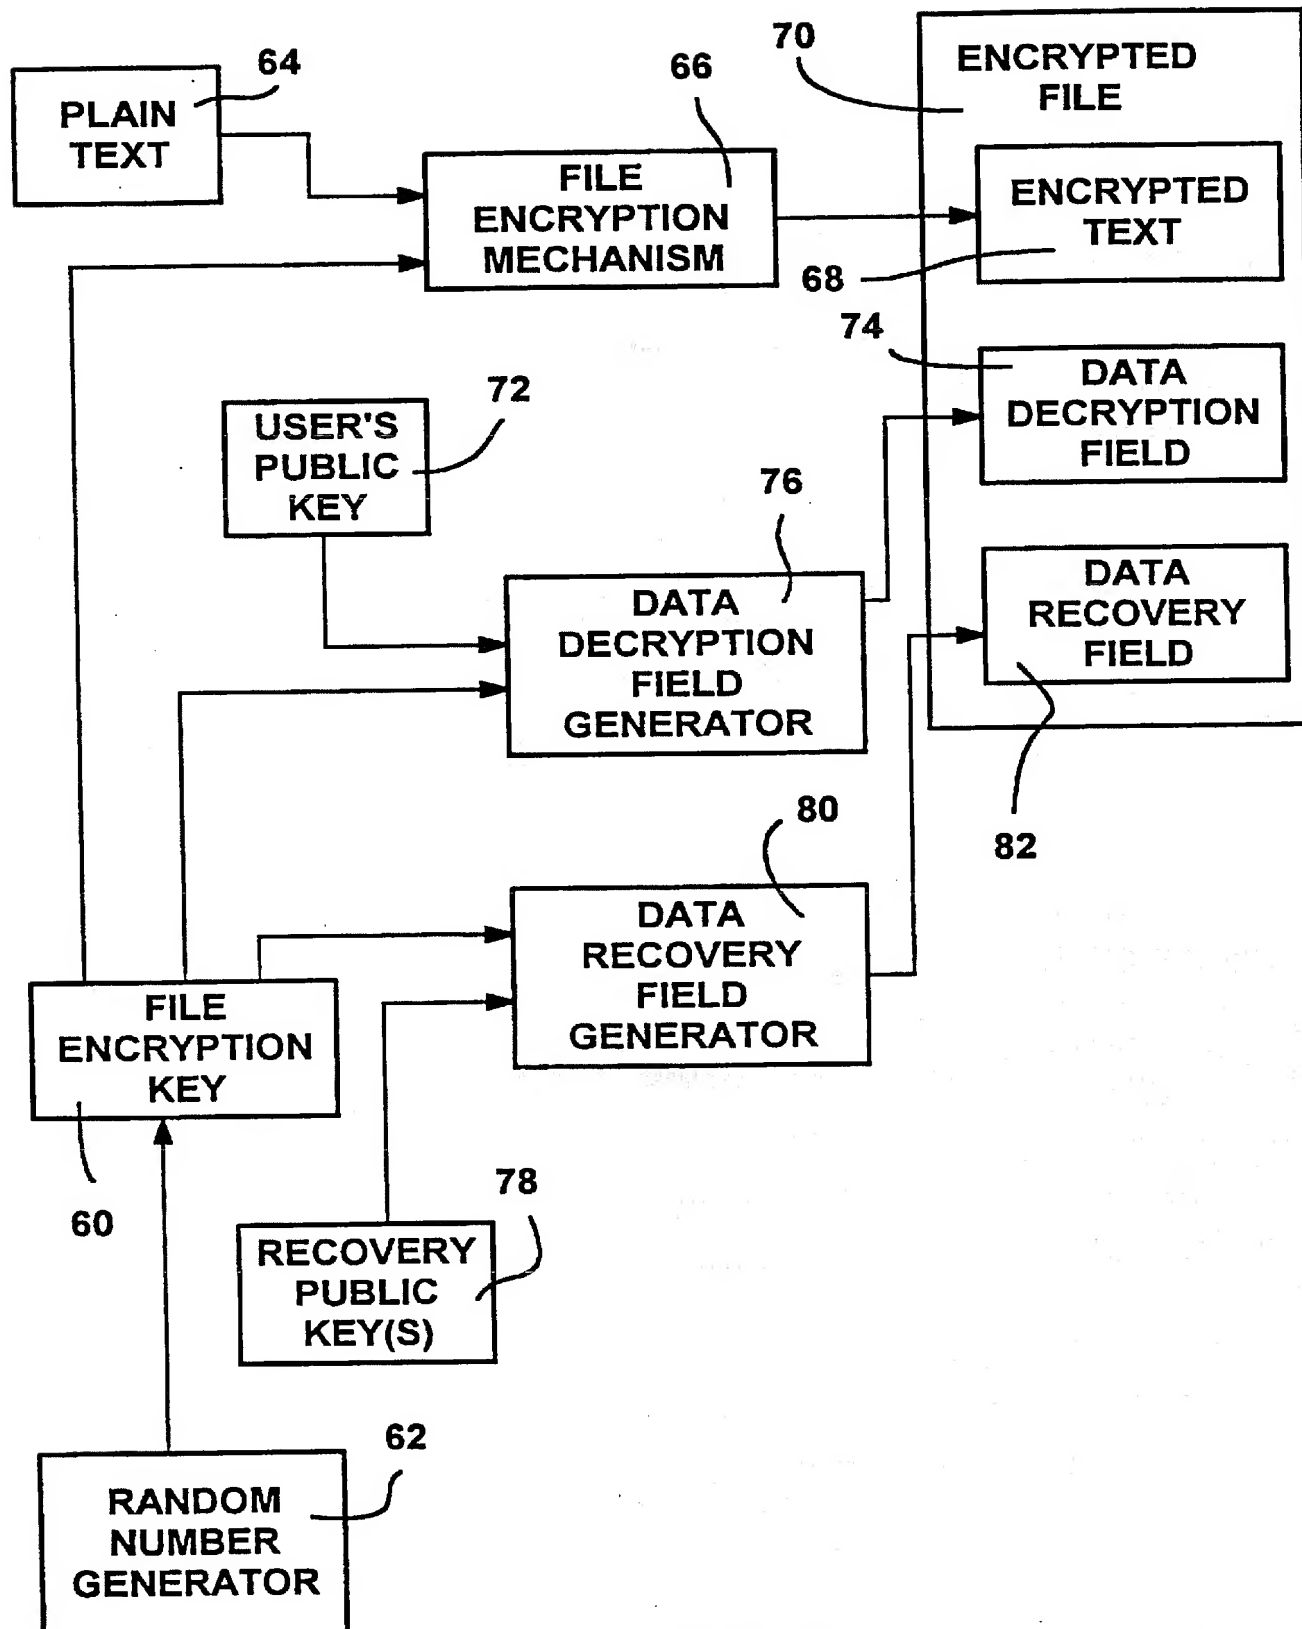 64
PLAIN
TEXT
66
FILE
ENCRYPTION
MECHANISM
70
ENCRYPTED
FILE
ENCRYPTED
TEXT
68
74
DATA
DECRYPTION
FIELD
72
USER'S
PUBLIC
KEY
76
DATA
DECRYPTION
FIELD
GENERATOR
DATA
RECOVERY
FIELD
82
80
DATA
RECOVERY
FIELD
GENERATOR
FILE
ENCRYPTION
KEY
60
78
RECOVERY
PUBLIC
KEY(S)
62
RANDOM
NUMBER
GENERATOR